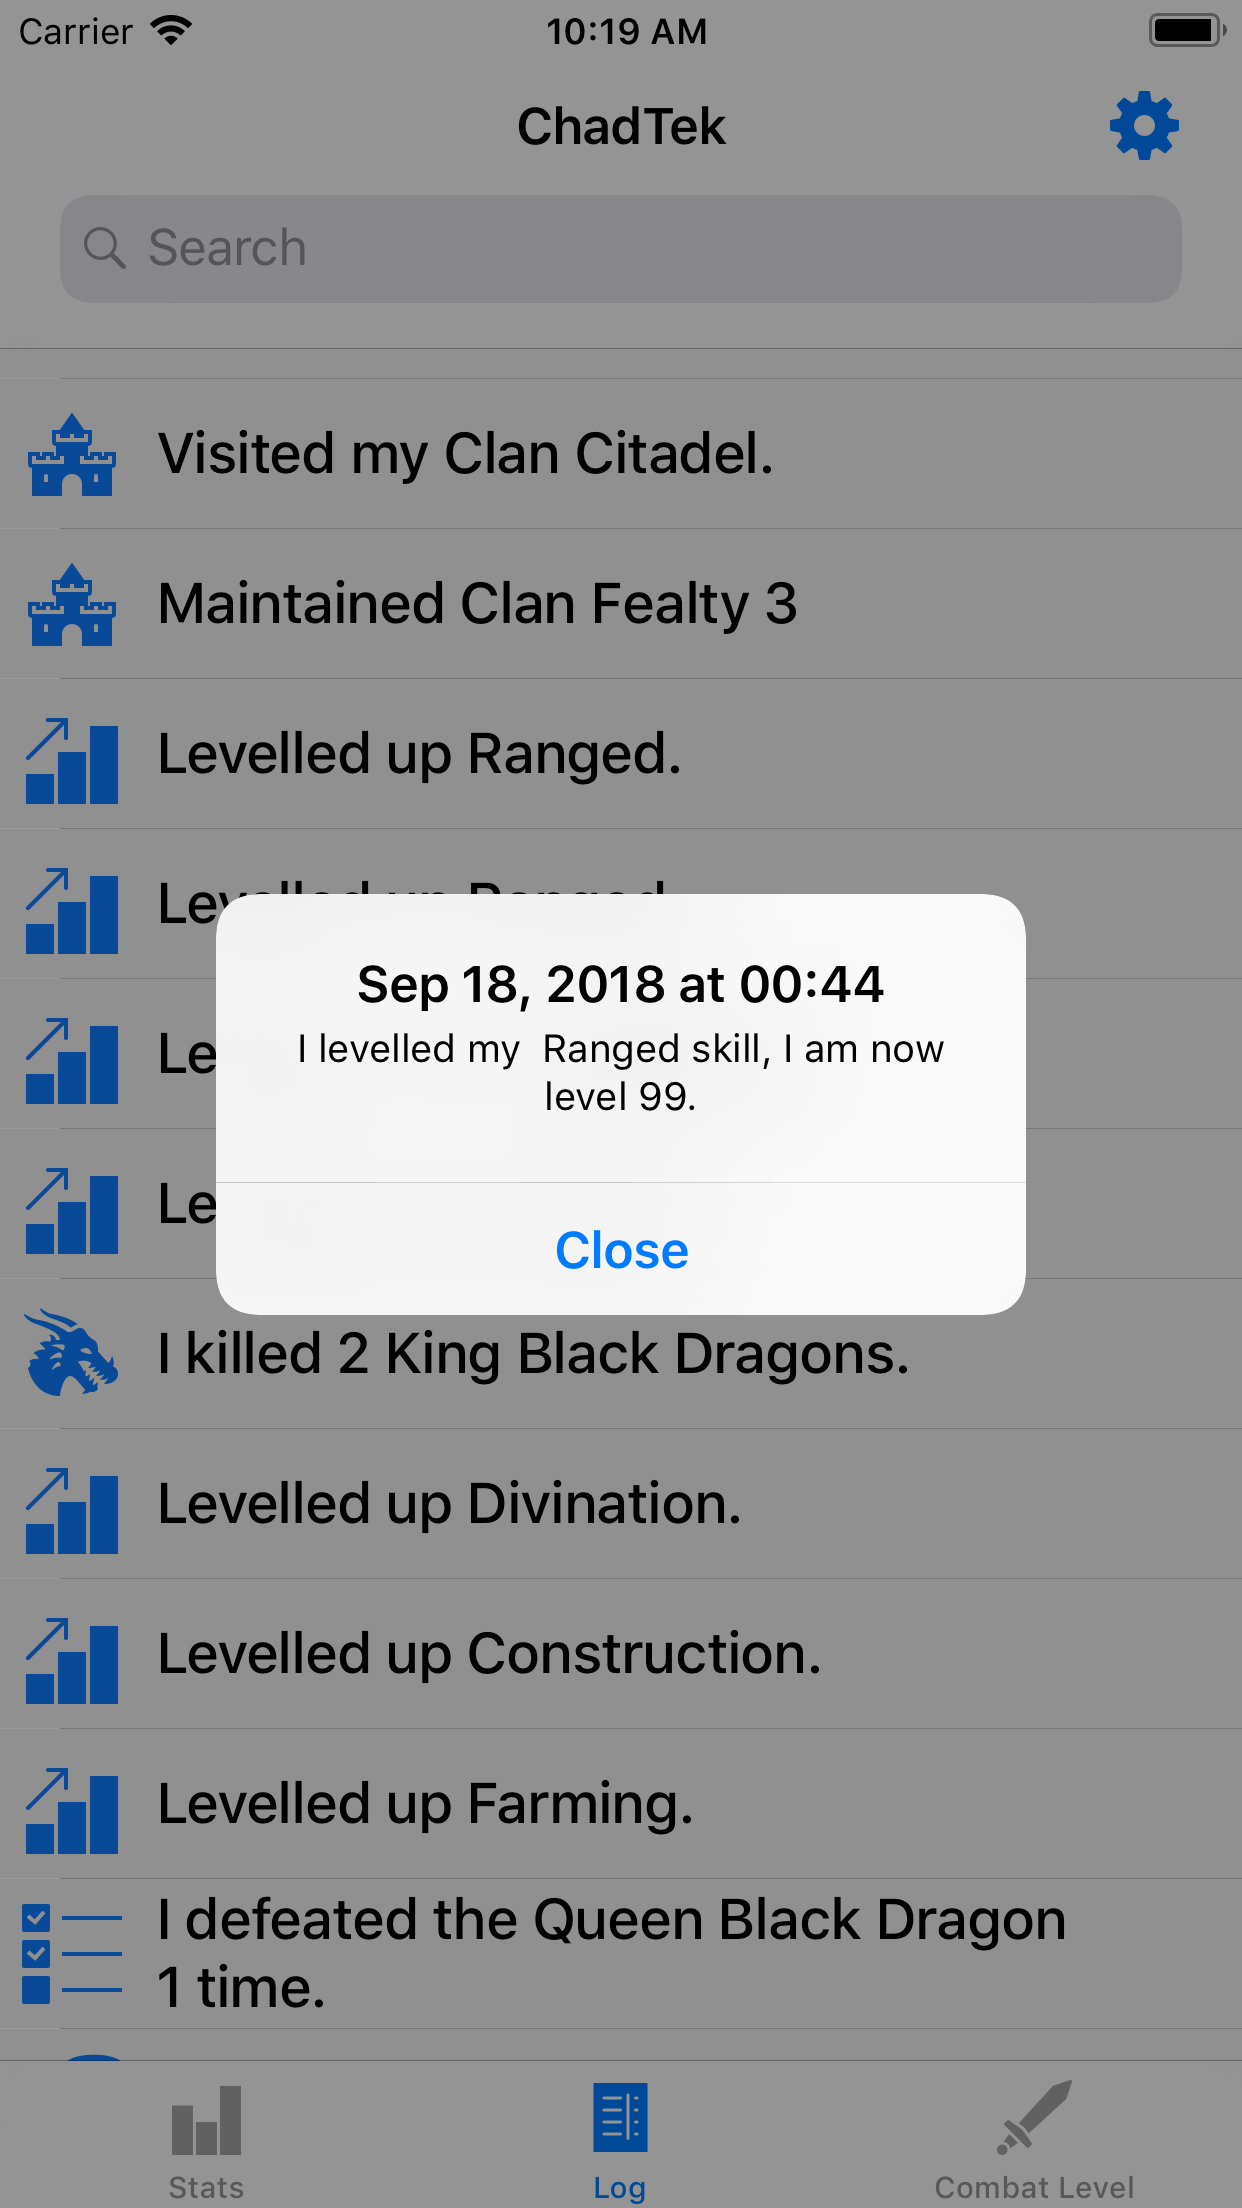 Carrier 10:19 AM
ChadTek
Search
Visited my Clan Citadel.
Maintained Clan Fealty 3
Levelled up Ranged.
Levelled up Ranged
Le
Le
Sep 18, 2018 at 00:44
I levelled my  Ranged skill, I am now
level 99.
Close
I killed 2 King Black Dragons.
Levelled up Divination.
Levelled up Construction.
Levelled up Farming.
I defeated the Queen Black Dragon
1 time.
Stats
Log
Combat Level